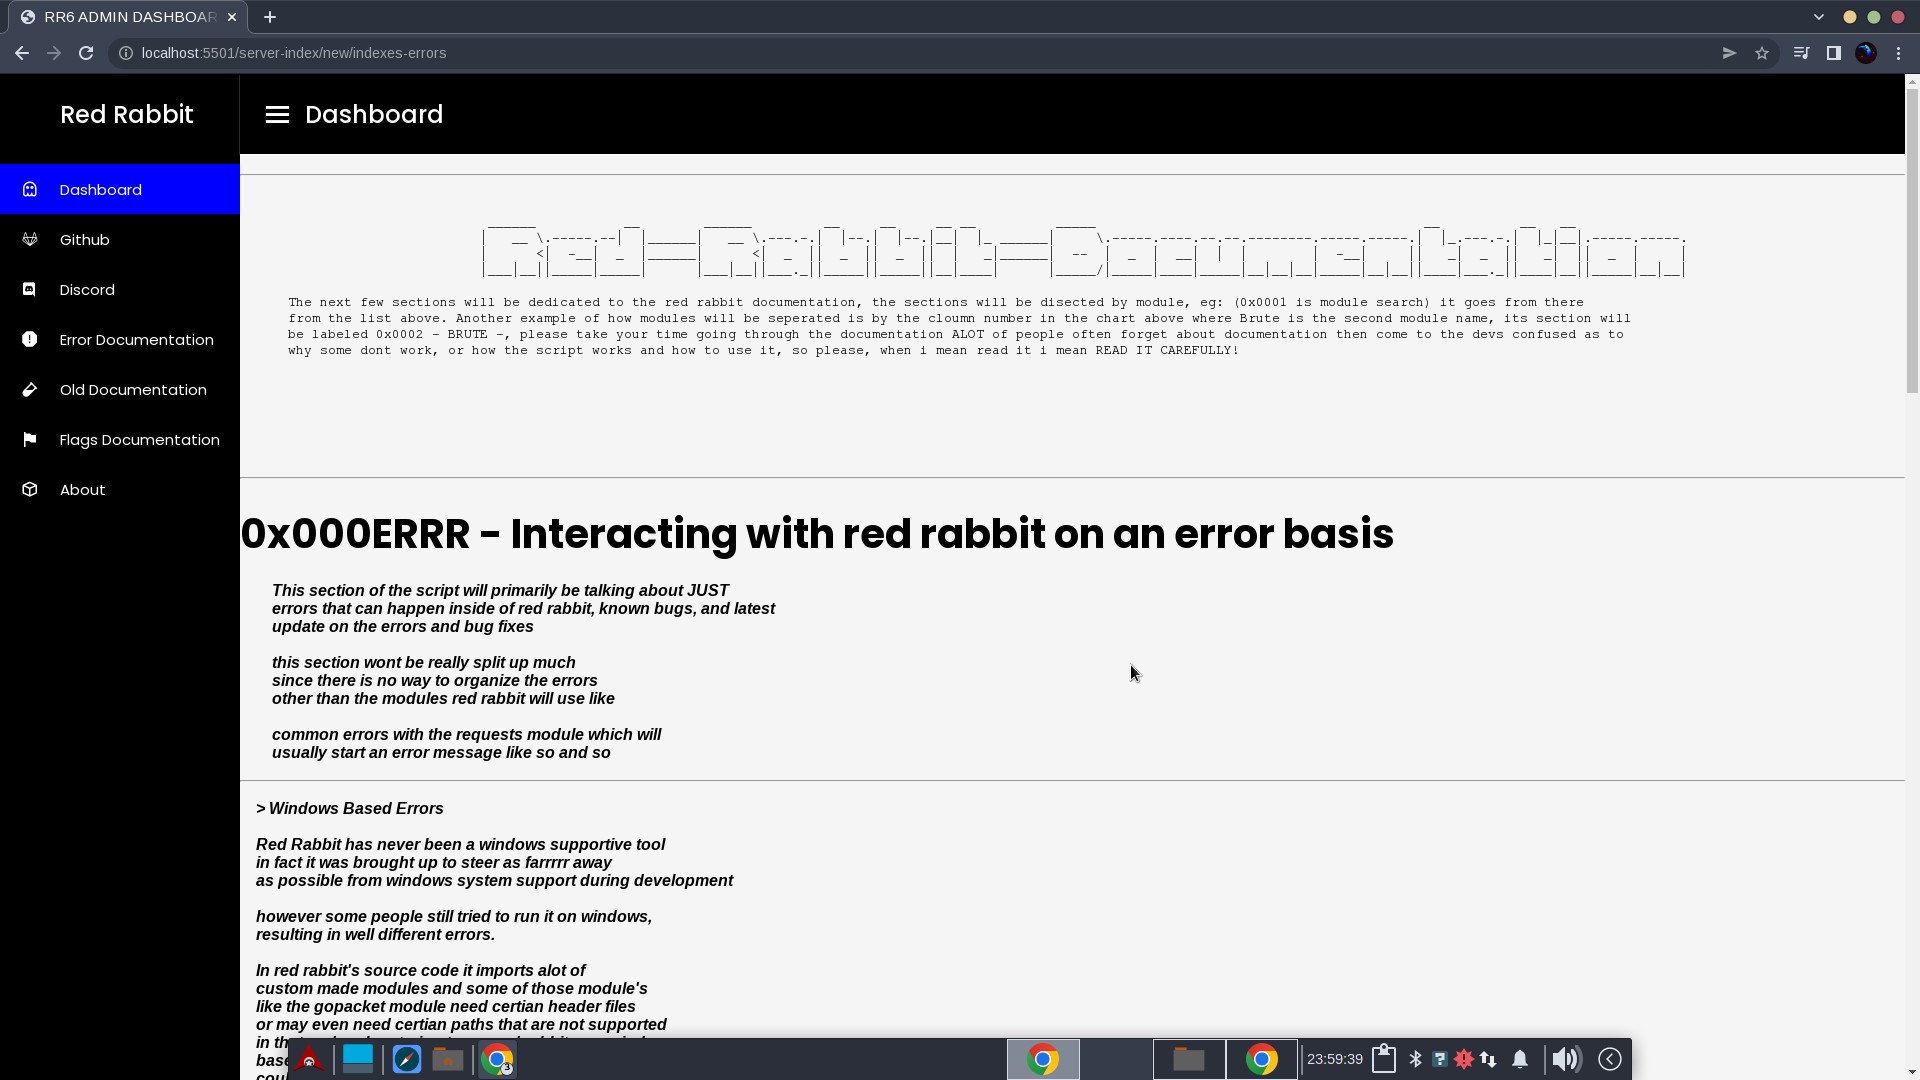 RR6 ADMIN DASHBOAR
localhost:5501/server-index/new/indexes-errors
Red Rabbit
Dashboard
Dashboard
Github
Discord
Error Documentation
Old Documentation
Flags Documentation
About
Red-Rabbit-Documentation
The next few sections will be dedicated to the red rabbit documentation, the sections will be disected by module, eg: (0x0001 is module search) it goes from there
from the list above. Another example of how modules will be seperated is by the cloumn number in the chart above where Brute is the second module name, its section will
be labeled 0x0002 - BRUTE -, please take your time going through the documentation ALOT of people often forget about documentation then come to the devs confused as to
why some dont work, or how the script works and how to use it, so please, when i mean read it i mean READ IT CAREFULLY!
0x000ERRR - Interacting with red rabbit on an error basis
This section of the script will primarily be talking about JUST
errors that can happen inside of red rabbit, known bugs, and latest
update on the errors and bug fixes
this section wont be really split up much
since there is no way to organize the errors
other than the modules red rabbit will use like
common errors with the requests module which will
usually start an error message like so and so
> Windows Based Errors
Red Rabbit has never been a windows supportive tool
in fact it was brought up to steer as farrrrr away
as possible from windows system support during development
however some people still tried to run it on windows,
resulting in well different errors.
In red rabbit's source code it imports alot of
custom made modules and some of those module's
like the gopacket module need certian header files
or may even need certian paths that are not supported
in
3
23:59:39